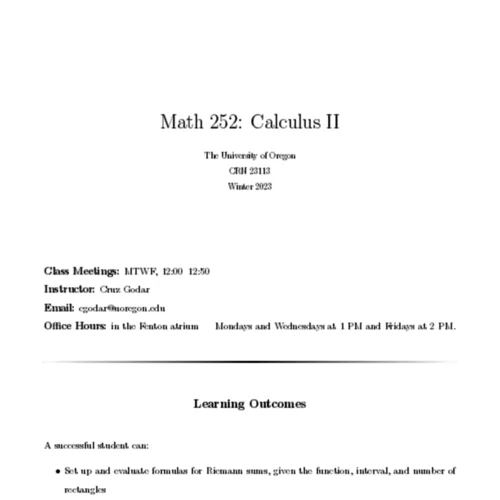 Math 252: Calculus II
The University of Oregon
CRN 23113
Winter 2023
Class Meetings: MTWF, 12:00–12:50
Instructor: Cruz Godar
Email: cgodar@uoregon.edu
Office Hours: in the Fenton atrium — Mondays and Wednesdays at 1 PM and Fridays at 2 PM.
Learning Outcomes
A successful student can:
• Set up and evaluate formulas for Riemann sums, given the function, interval, and number of
rectangles